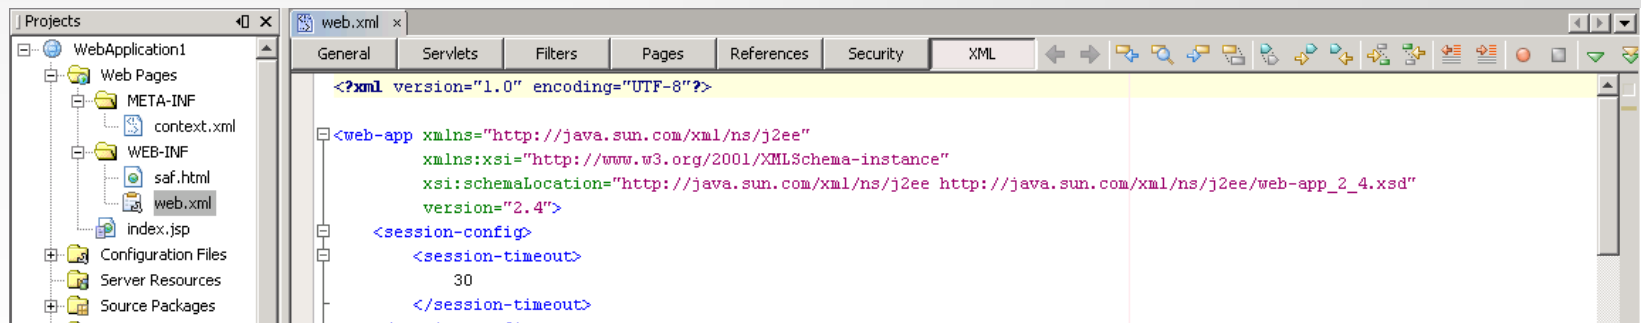 Projects
WebApplication1
Web Pages
META-INF
context.xml
WEB-INF
saf.html
web.xml
index.jsp
Configuration Files
Server Resources
Source Packages
web.xml
General Servlets Filters Pages References Security XML
<?xml version="1.0" encoding="UTF-8"?>
<web-app xmlns="http://java.sun.com/xml/ns/j2ee"
xmlns:xsi="http://www.w3.org/2001/XMLSchema-instance"
xsi:schemaLocation="http://java.sun.com/xml/ns/j2ee http://java.sun.com/xml/ns/j2ee/web-app_2_4.xsd"
version="2.4">
<session-config>
<session-timeout>
30
</session-timeout>